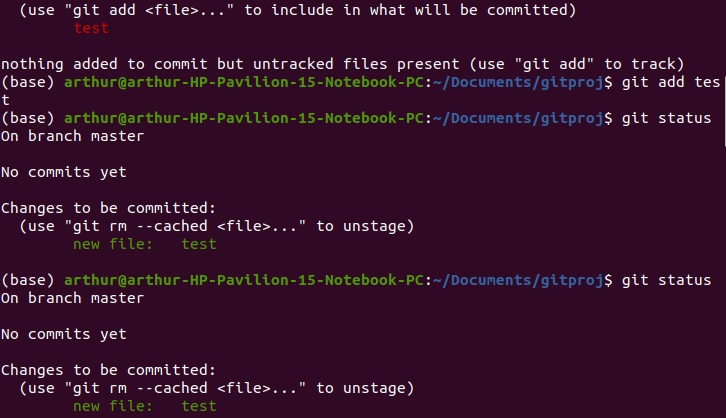 (use "git add <file>..." to include in what will be committed)
test
nothing added to commit but untracked files present (use "git add" to track)
(base) arthur@arthur-HP-Pavilion-15-Notebook-PC:~/Documents/gitproj$ git add tes
t
(base) arthur@arthur-HP-Pavilion-15-Notebook-PC:~/Documents/gitproj$ git status
On branch master
No commits yet
Changes to be committed:
(use "git rm --cached <file>..." to unstage)
new file:   test
(base) arthur@arthur-HP-Pavilion-15-Notebook-PC:~/Documents/gitproj$ git status
On branch master
No commits yet
Changes to be committed:
(use "git rm --cached <file>..." to unstage)
new file:   test